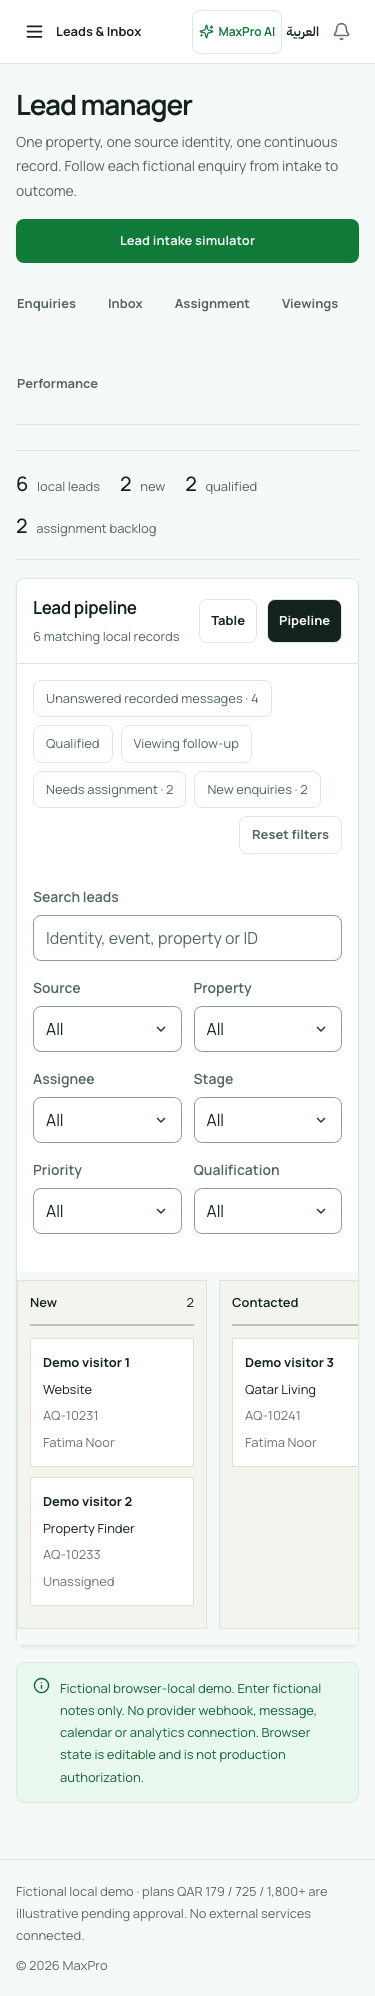 Leads & Inbox
MaxPro AI
العربية
Lead manager
One property, one source identity, one continuous
record. Follow each fictional enquiry from intake to
outcome.
Lead intake simulator
Enquiries Inbox Assignment Viewings
Performance
6 local leads 2 new 2 qualified
2 assignment backlog
Lead pipeline
6 matching local records
Table Pipeline
Unanswered recorded messages · 4
Qualified Viewing follow-up
Needs assignment · 2 New enquiries · 2
Reset filters
Search leads
Identity, event, property or ID
Source Property
All All
Assignee Stage
All All
Priority Qualification
All All
New 2
Demo visitor 1
Website
AQ-10231
Fatima Noor
Demo visitor 2
Property Finder
AQ-10233
Unassigned
Contacted
Demo visitor 3
Qatar Living
AQ-10241
Fatima Noor
Fictional browser-local demo. Enter fictional
notes only. No provider webhook, message,
calendar or analytics connection. Browser
state is editable and is not production
authorization.
Fictional local demo · plans QAR 179 / 725 / 1,800+ are
illustrative pending approval. No external services
connected.
© 2026 MaxPro